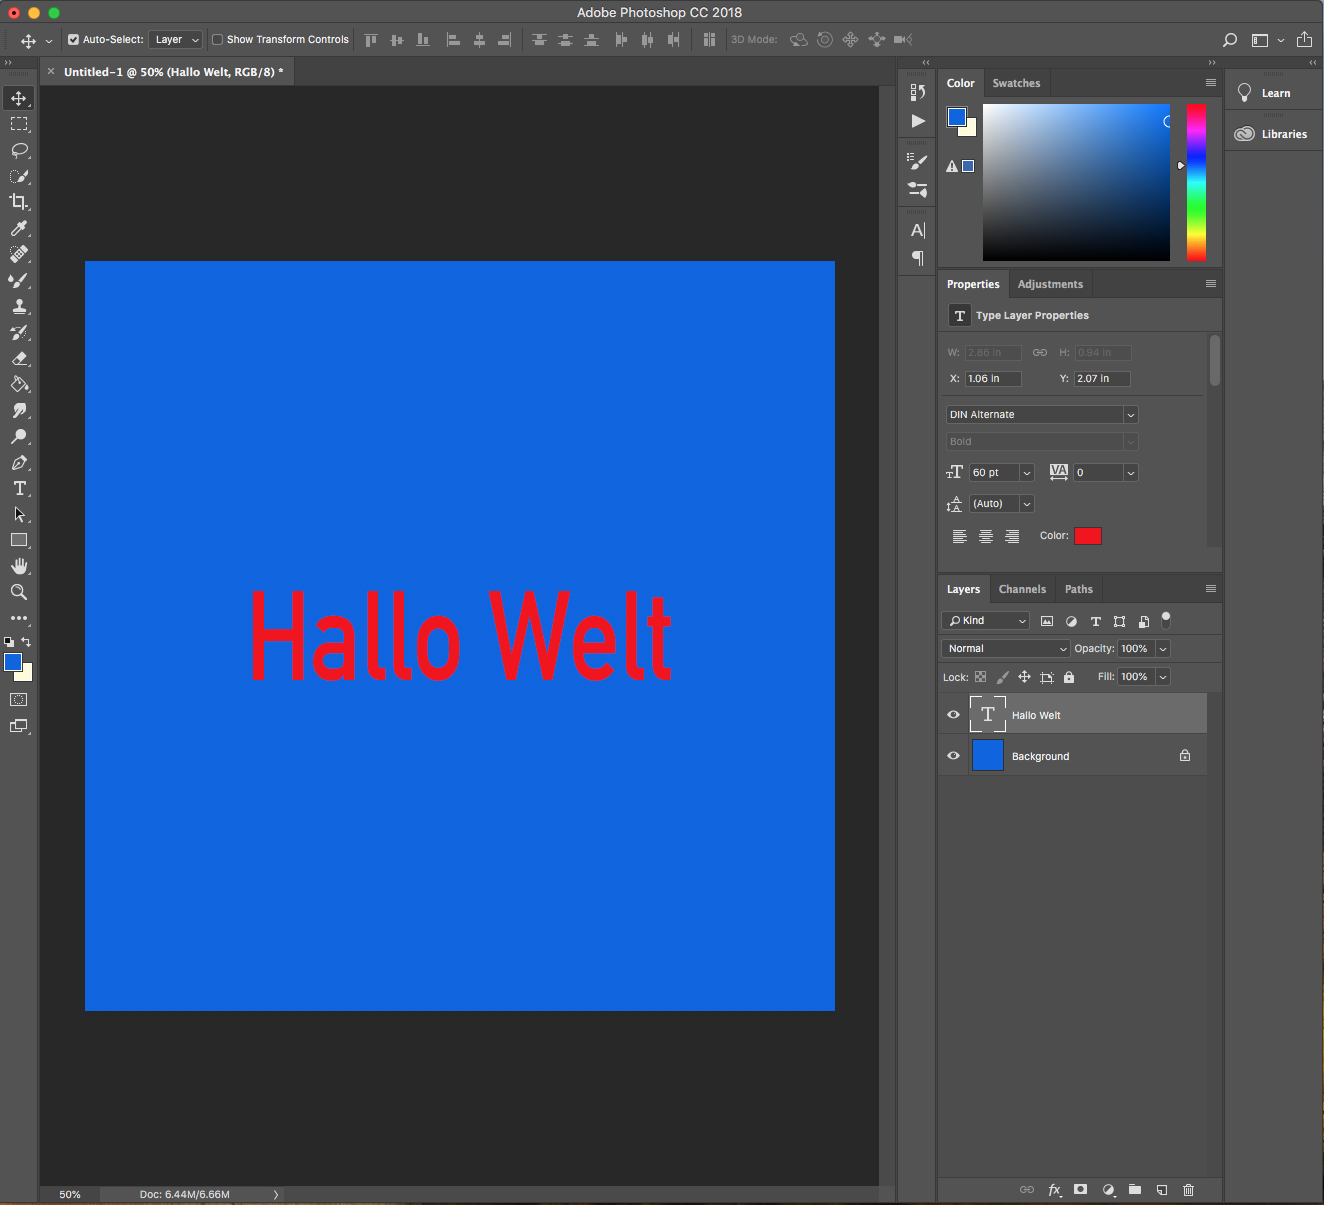 Adobe Photoshop CC 2018
Auto-Select: Layer Show Transform Controls 3D Mode:
Untitled-1 @ 50% (Hallo Welt, RGB/8) *
Color Swatches
Learn
Libraries
Properties Adjustments
T Type Layer Properties
W: 2.86 in H: 0.94 in
X: 1.06 in Y: 2.07 in
DIN Alternate
Bold
60 pt VA 0
(Auto)
Color:
Hallo Welt
Layers Channels Paths
Kind
Normal Opacity: 100%
Lock: Fill: 100%
T Hallo Welt
Background
fx
50% Doc: 6.44M/6.66M